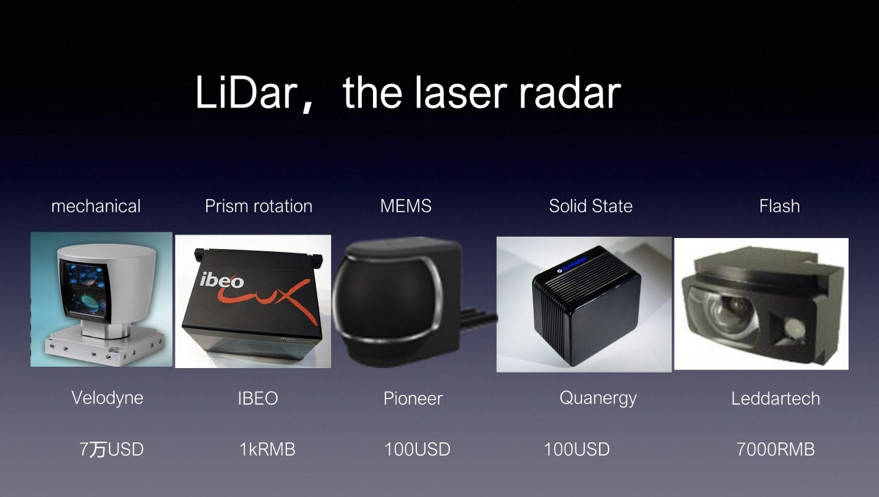 LiDar，the laser radar
mechanical
Prism rotation
MEMS
Solid State
Flash
ibeo
LUX
Velodyne
IBEO
Pioneer
Quanergy
Leddartech
7万USD
1kRMB
100USD
100USD
7000RMB